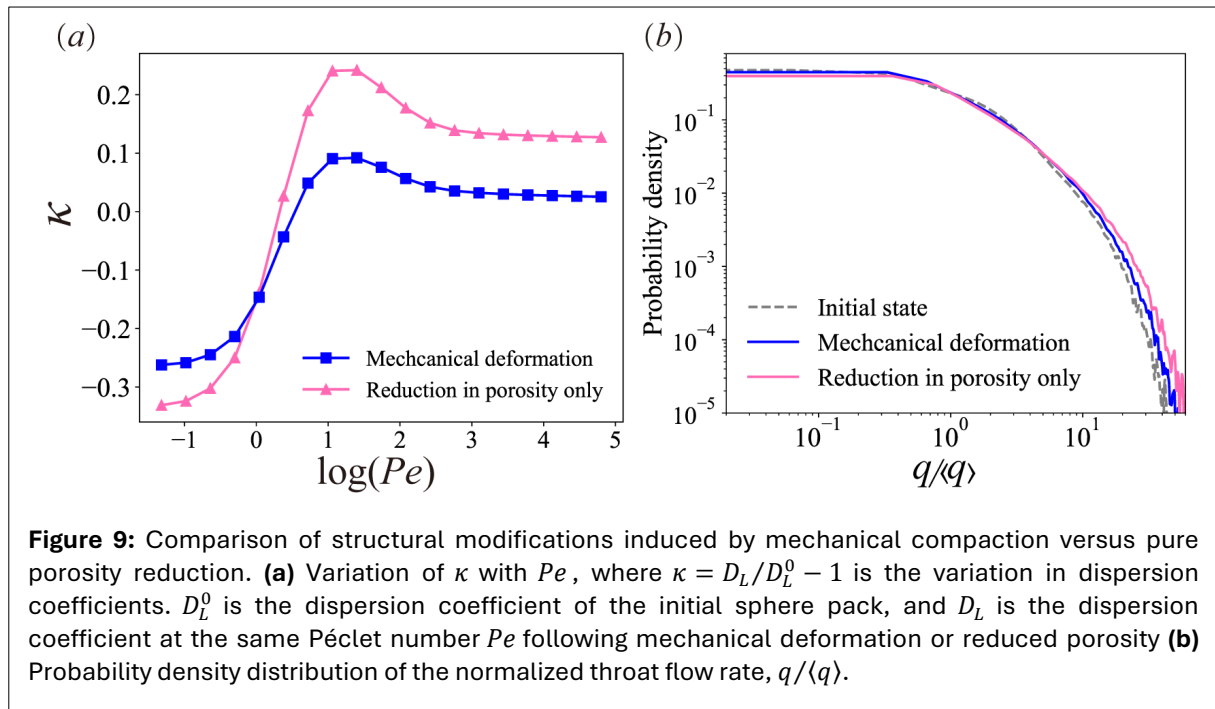 (a)
0.2
0.1
0.0
−0.1
−0.2
−0.3
κ
Mechcanical deformation
Reduction in porosity only
−1 0 1 2 3 4 5
log(Pe)
(b)
10⁻¹
10⁻²
10⁻³
10⁻⁴
10⁻⁵
Probability density
Initial state
Mechcanical deformation
Reduction in porosity only
10⁻¹ 10⁰ 10¹
q/⟨q⟩
Figure 9: Comparison of structural modifications induced by mechanical compaction versus pure
porosity reduction. (a) Variation of κ with Pe , where κ = D_L/D_L^0 − 1 is the variation in dispersion
coefficients. D_L^0 is the dispersion coefficient of the initial sphere pack, and D_L is the dispersion
coefficient at the same Péclet number Pe following mechanical deformation or reduced porosity (b)
Probability density distribution of the normalized throat flow rate, q/⟨q⟩.